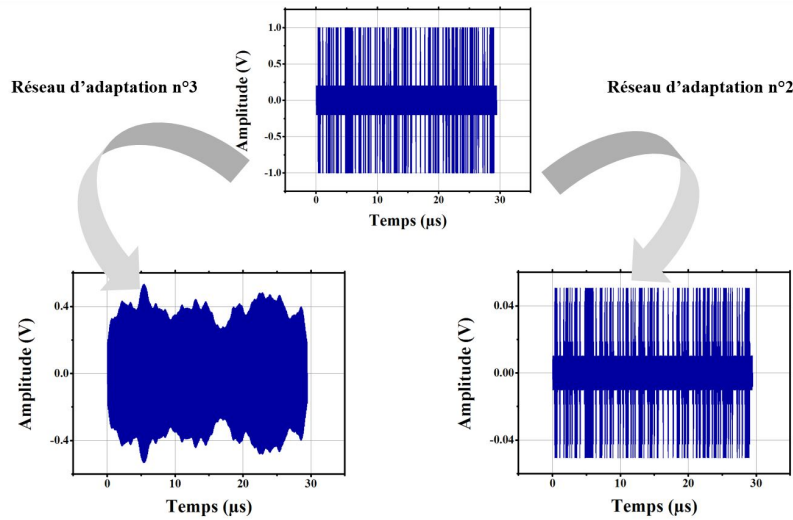 Réseau d'adaptation n°3
Réseau d'adaptation n°2
Amplitude (V)
1.0
0.5
0.0
-0.5
-1.0
0
10
20
30
Temps (µs)
Amplitude (V)
0.4
0.0
-0.4
0
10
20
30
Temps (µs)
Amplitude (V)
0.04
0.00
-0.04
0
10
20
30
Temps (µs)